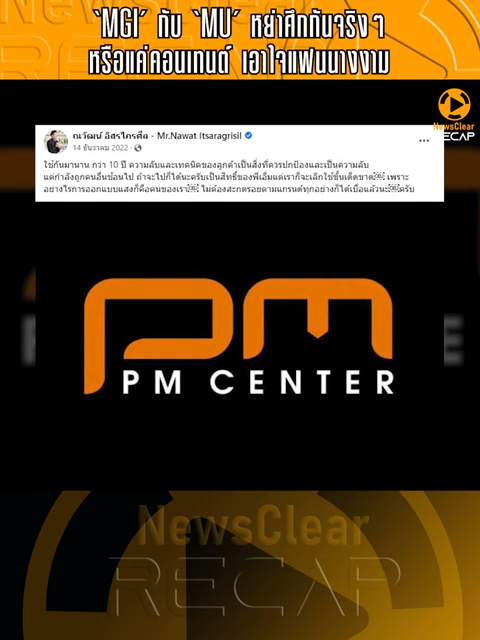 'MGI' กับ 'MU' หย่าศึกกันจริงๆ
หรือแค่คอนเทนต์ เอาใจแฟนนางงาม
NewsClear
RECAP
ณวัฒน์ อิสรไกรศีล - Mr.Nawat Itsaragrisil
14 ธันวาคม 2022
ใช้กันมานาน กว่า 10 ปี ความลับและเทคนิคของลูกค้าเป็นสิ่งที่ควรปกป้องและเป็นความลับ
แต่กำลังถูกคนอื่นช้อนไป ถ้าจะไปก็ได้นะครับเป็นสิทธิ์ของพีเอ็มแต่เราก็จะเลิกใช้ขั้นเด็ดขาด เพราะ
อย่างไรการออกแบบแสงก็คือคนของเรา ไม่ต้องสะกดรอยตามแกรนด์ทุกอย่างก็ได้เบื่อแล้วนะครับ
PM
PM CENTER
NewsClear
RECAP